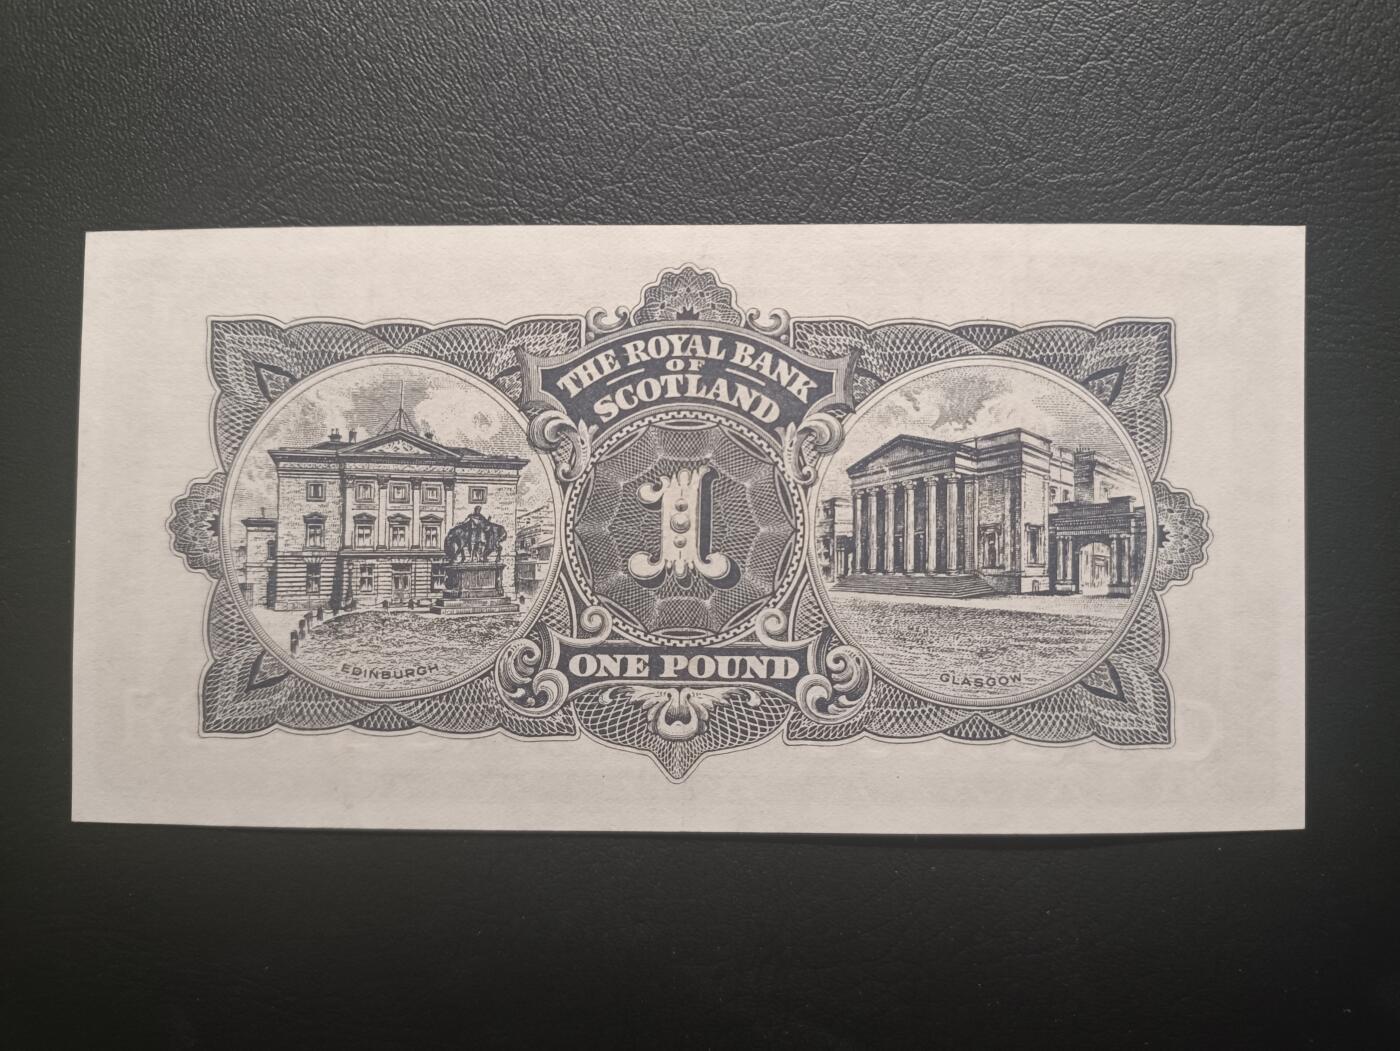 THE ROYAL BANK
OF
SCOTLAND
1
ONE POUND
EDINBURGH
GLASGOW